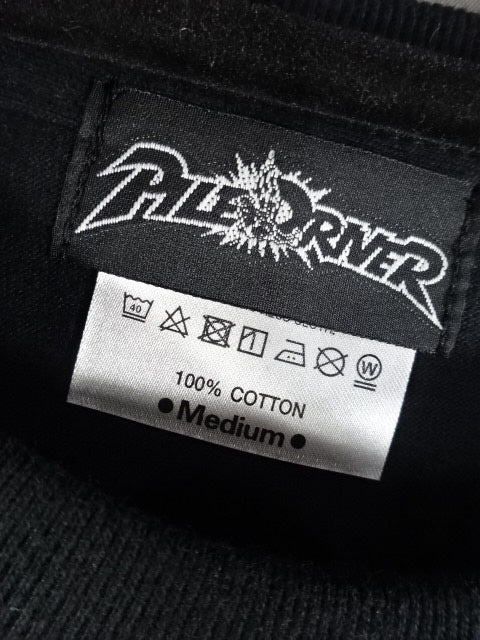 PILEDRIVER
40
W
100% COTTON
•Medium•